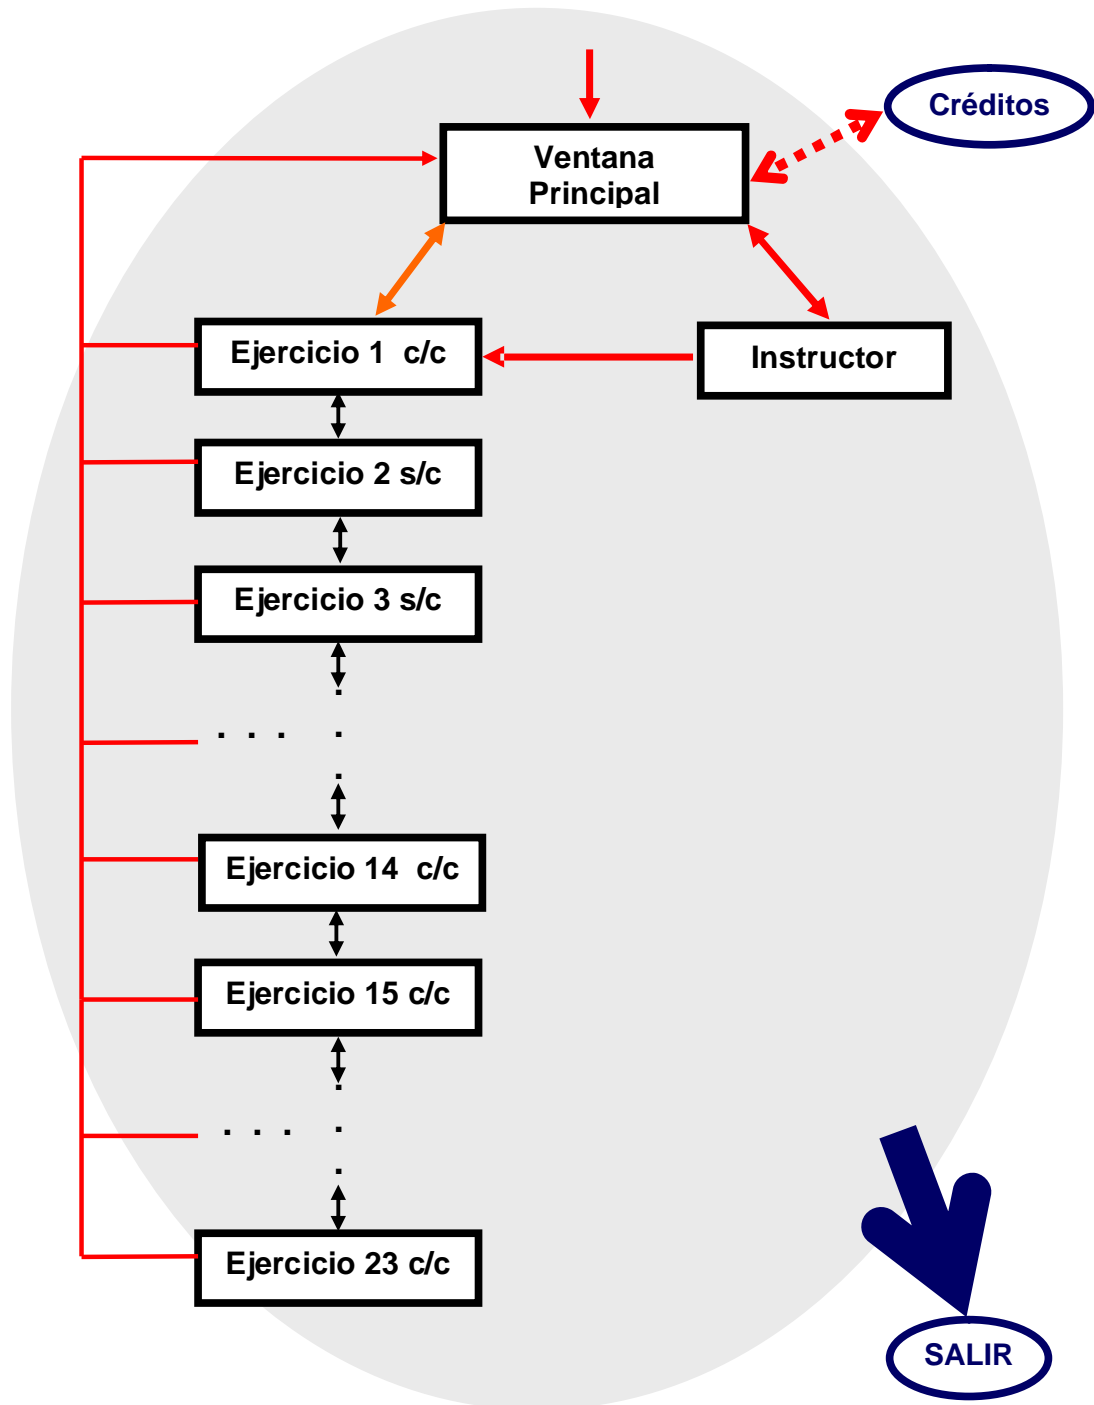 Créditos
Ventana
Principal
Ejercicio 1 c/c
Instructor
Ejercicio 2 s/c
Ejercicio 3 s/c
. . .
Ejercicio 14 c/c
Ejercicio 15 c/c
. . .
Ejercicio 23 c/c
SALIR